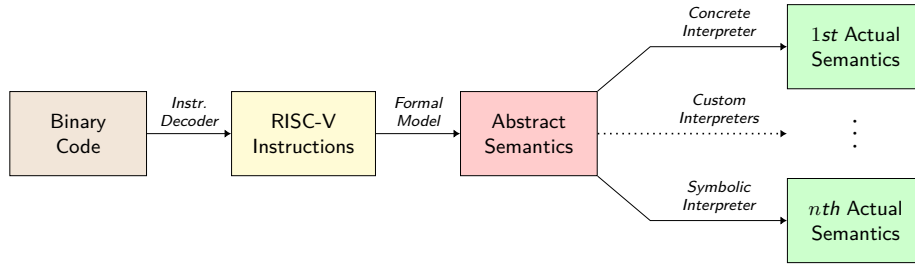 Binary
Code
Instr.
Decoder
RISC-V
Instructions
Formal
Model
Abstract
Semantics
Concrete
Interpreter
1st Actual
Semantics
Custom
Interpreters
⋮
Symbolic
Interpreter
nth Actual
Semantics